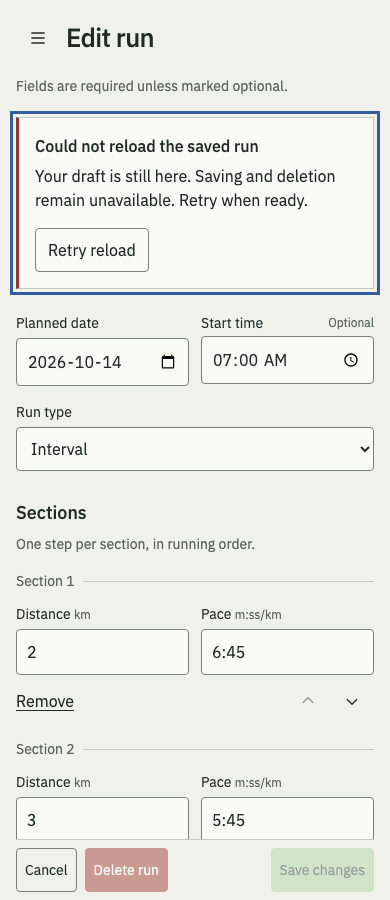 Edit run
Fields are required unless marked optional.
Could not reload the saved run
Your draft is still here. Saving and deletion
remain unavailable. Retry when ready.
Retry reload
Planned date
Start time Optional
2026-10-14
07:00 AM
Run type
Interval
Sections
One step per section, in running order.
Section 1
Distance km
Pace m:ss/km
2
6:45
Remove
Section 2
Distance km
Pace m:ss/km
3
5:45
Cancel
Delete run
Save changes